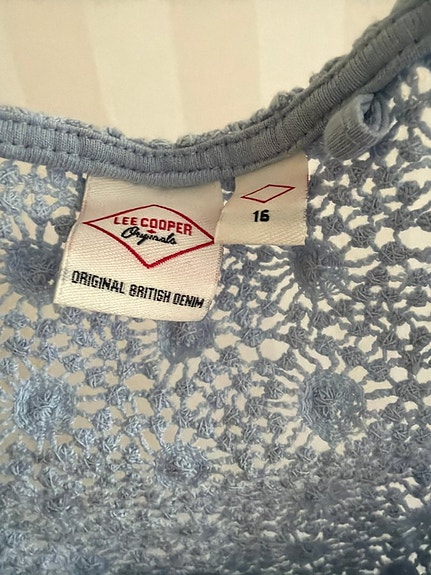 LEE COOPER
Originals
ORIGINAL BRITISH DENIM
16